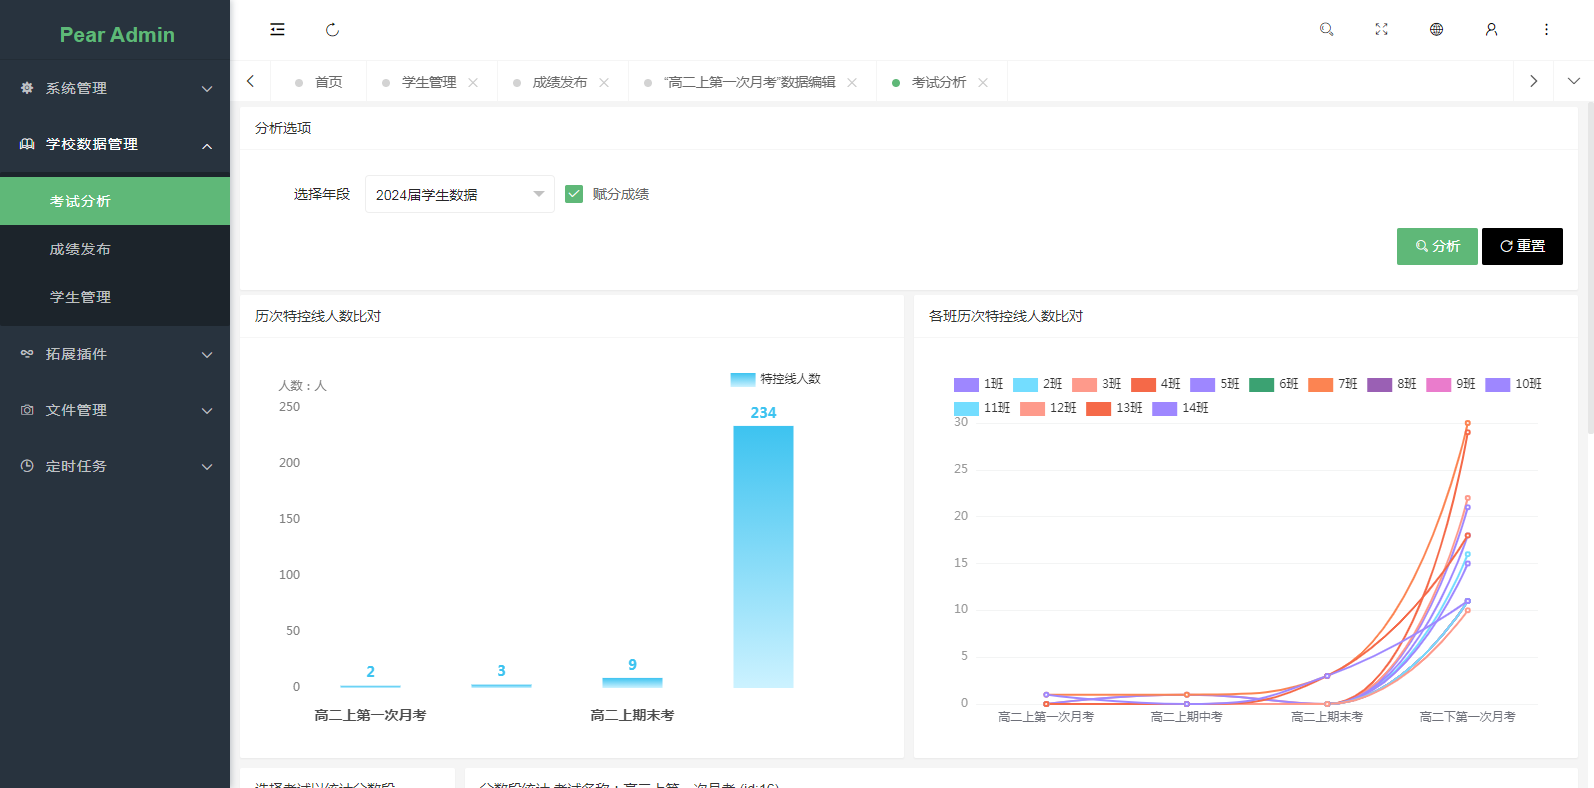 Pear Admin
系统管理
学校数据管理
考试分析
成绩发布
学生管理
拓展插件
文件管理
定时任务
首页
学生管理
成绩发布
“高二上第一次月考”数据编辑
考试分析
分析选项
选择年段
2024届学生数据
赋分成绩
分析
重置
历次特控线人数比对
人数：人
特控线人数
250
200
150
100
50
0
2
3
9
234
高二上第一次月考
高二上期末考
各班历次特控线人数比对
1班 2班 3班 4班 5班 6班 7班 8班 9班 10班
11班 12班 13班 14班
30
25
20
15
10
5
0
高二上第一次月考
高二上期中考
高二上期末考
高二下第一次月考
选择考试以统计分数段
分数段统计 考试名称：高二上第一次月考 (id:16)